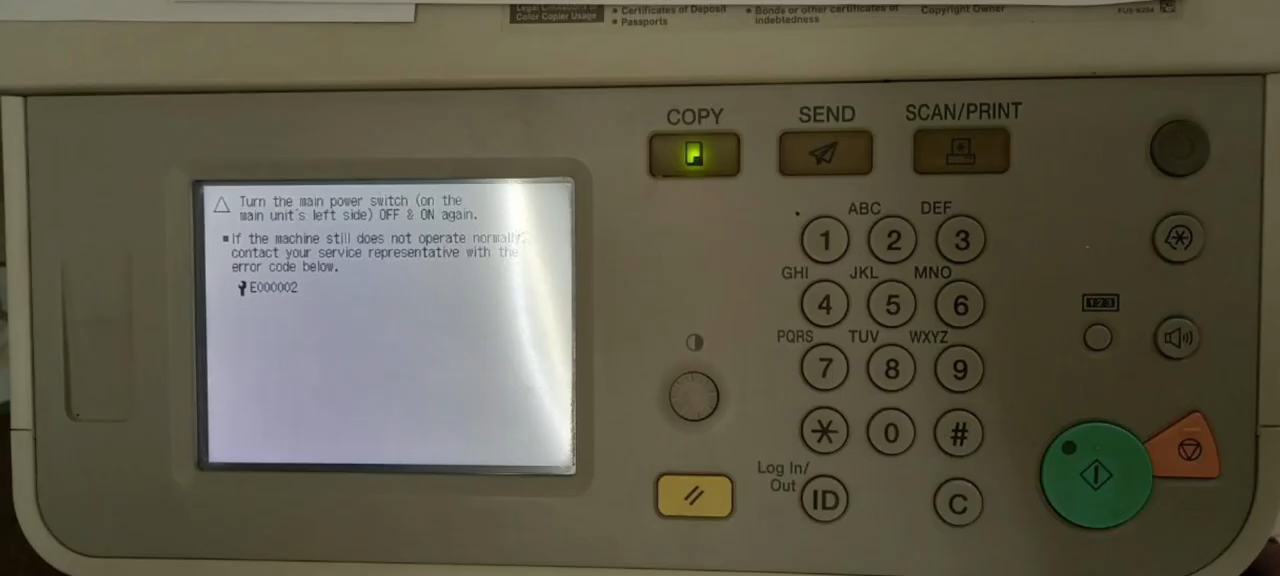 Color Copier Usage
• Certificates of Deposit
• Passports
• Bonds or other certificates of
indebtedness
Copyright Owner
COPY
SEND
SCAN/PRINT
Turn the main power switch (on the
main unit's left side) OFF & ON again.
If the machine still does not operate normally,
contact your service representative with the
error code below.
E000002
ABC
DEF
1
2
3
GHI
JKL
MNO
4
5
6
123
PQRS
TUV
WXYZ
7
8
9
*
0
#
Log In/
Out
ID
C